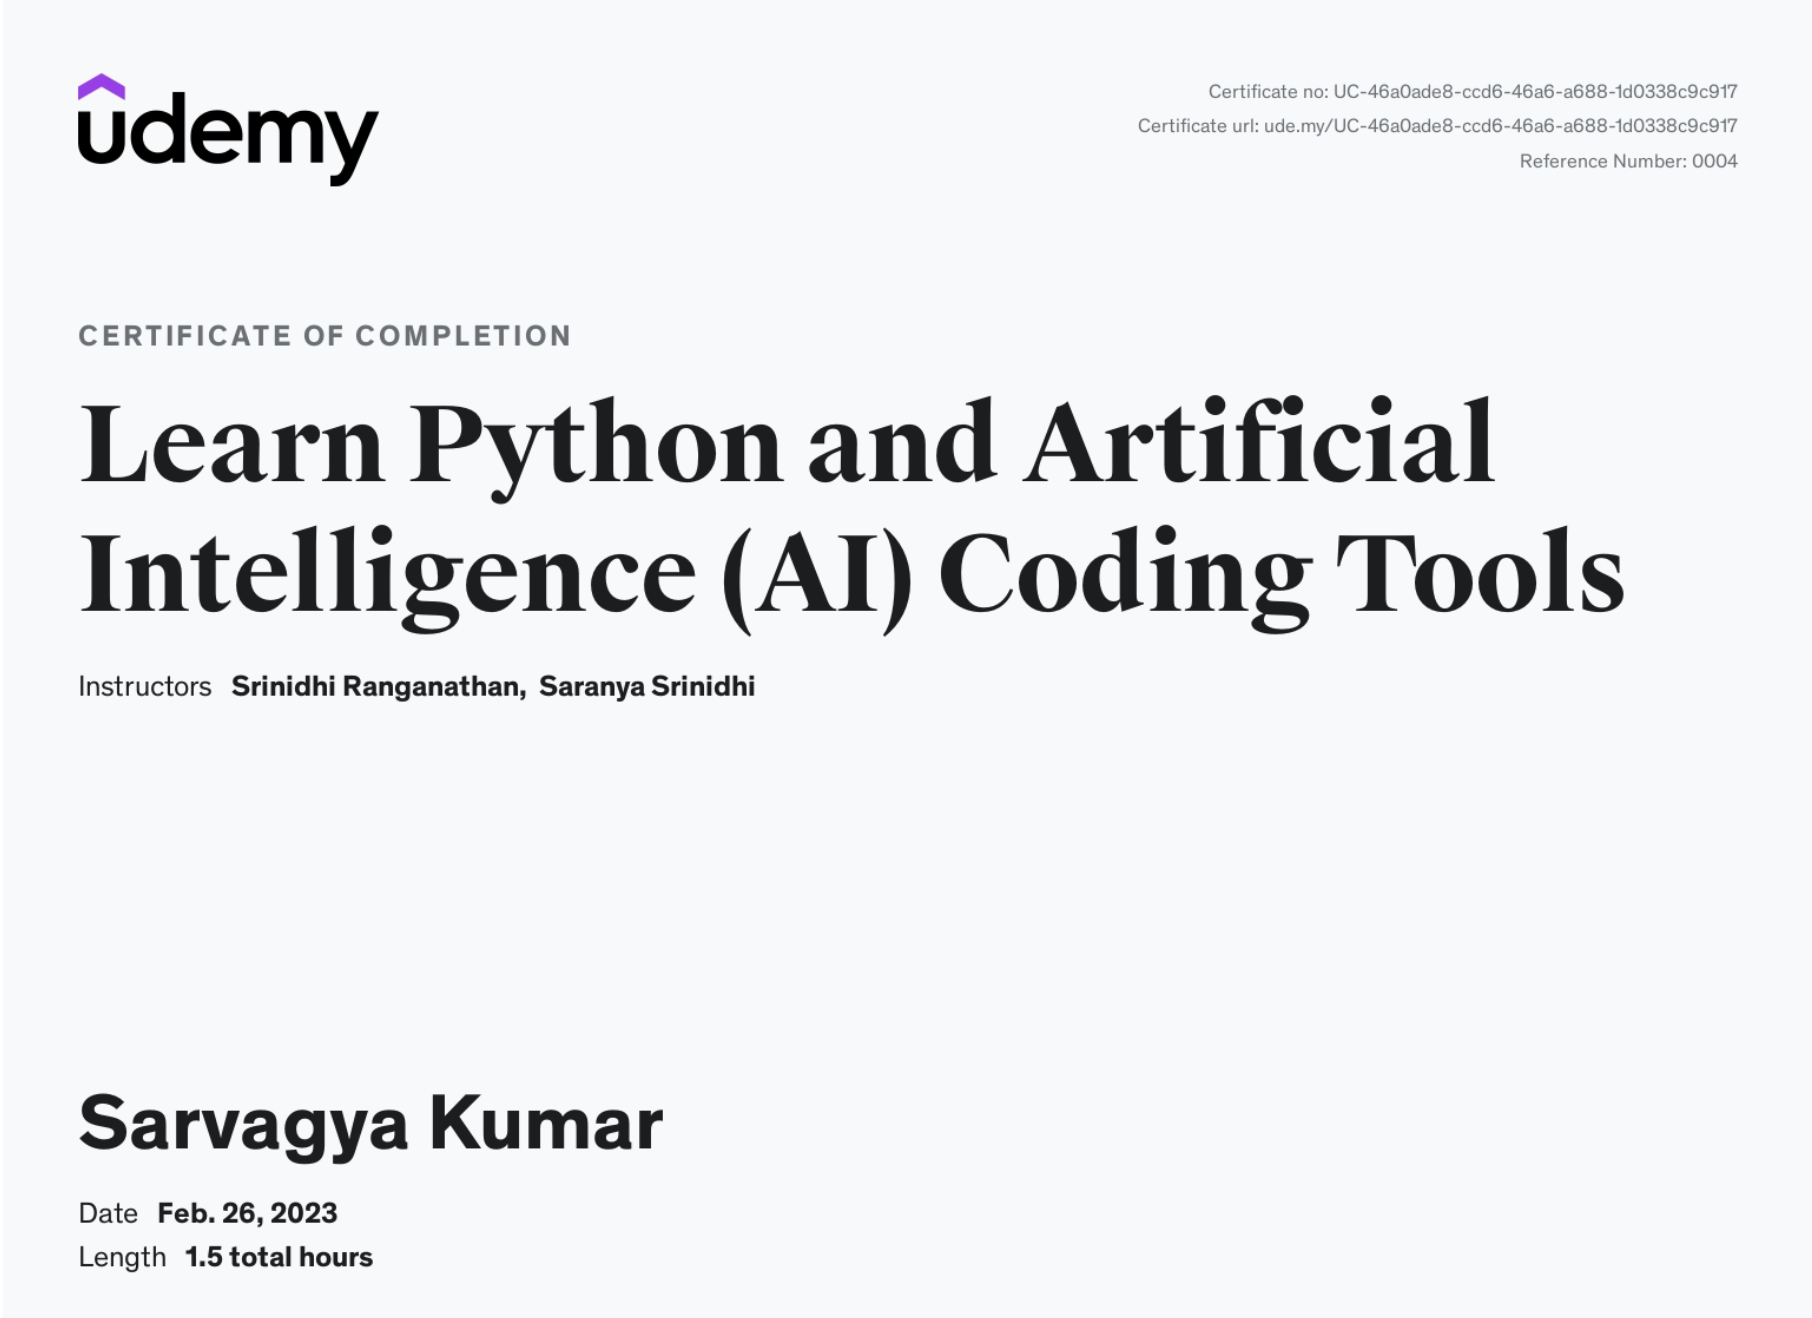 udemy
Certificate no: UC-46a0ade8-ccd6-46a6-a688-1d0338c9c917
Certificate url: ude.my/UC-46a0ade8-ccd6-46a6-a688-1d0338c9c917
Reference Number: 0004
CERTIFICATE OF COMPLETION
Learn Python and Artificial
Intelligence (AI) Coding Tools
Instructors Srinidhi Ranganathan, Saranya Srinidhi
Sarvagya Kumar
Date Feb. 26, 2023
Length 1.5 total hours